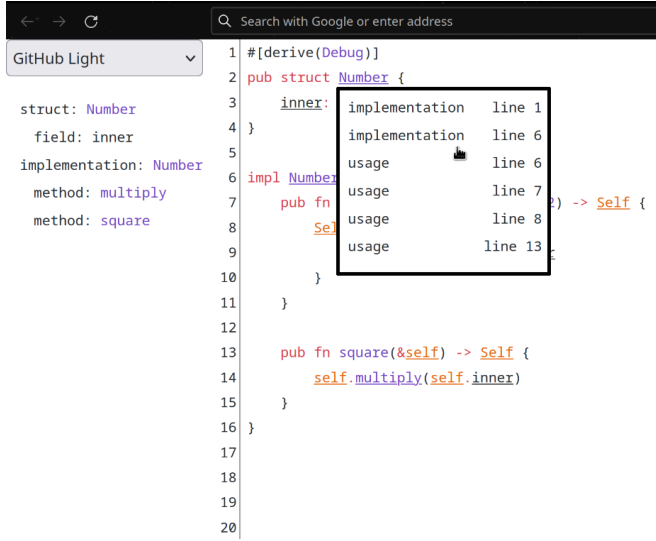 Search with Google or enter address
GitHub Light
struct: Number
field: inner
implementation: Number
method: multiply
method: square
1 #[derive(Debug)]
2 pub struct Number {
3 inner:
4 }
5
6 impl Number
7 pub fn ) -> Self {
8
9
10 }
11 }
12
13 pub fn square(&self) -> Self {
14 self.multiply(self.inner)
15 }
16 }
17
18
19
20
implementation line 1
implementation line 6
usage line 6
usage line 7
usage line 8
usage line 13